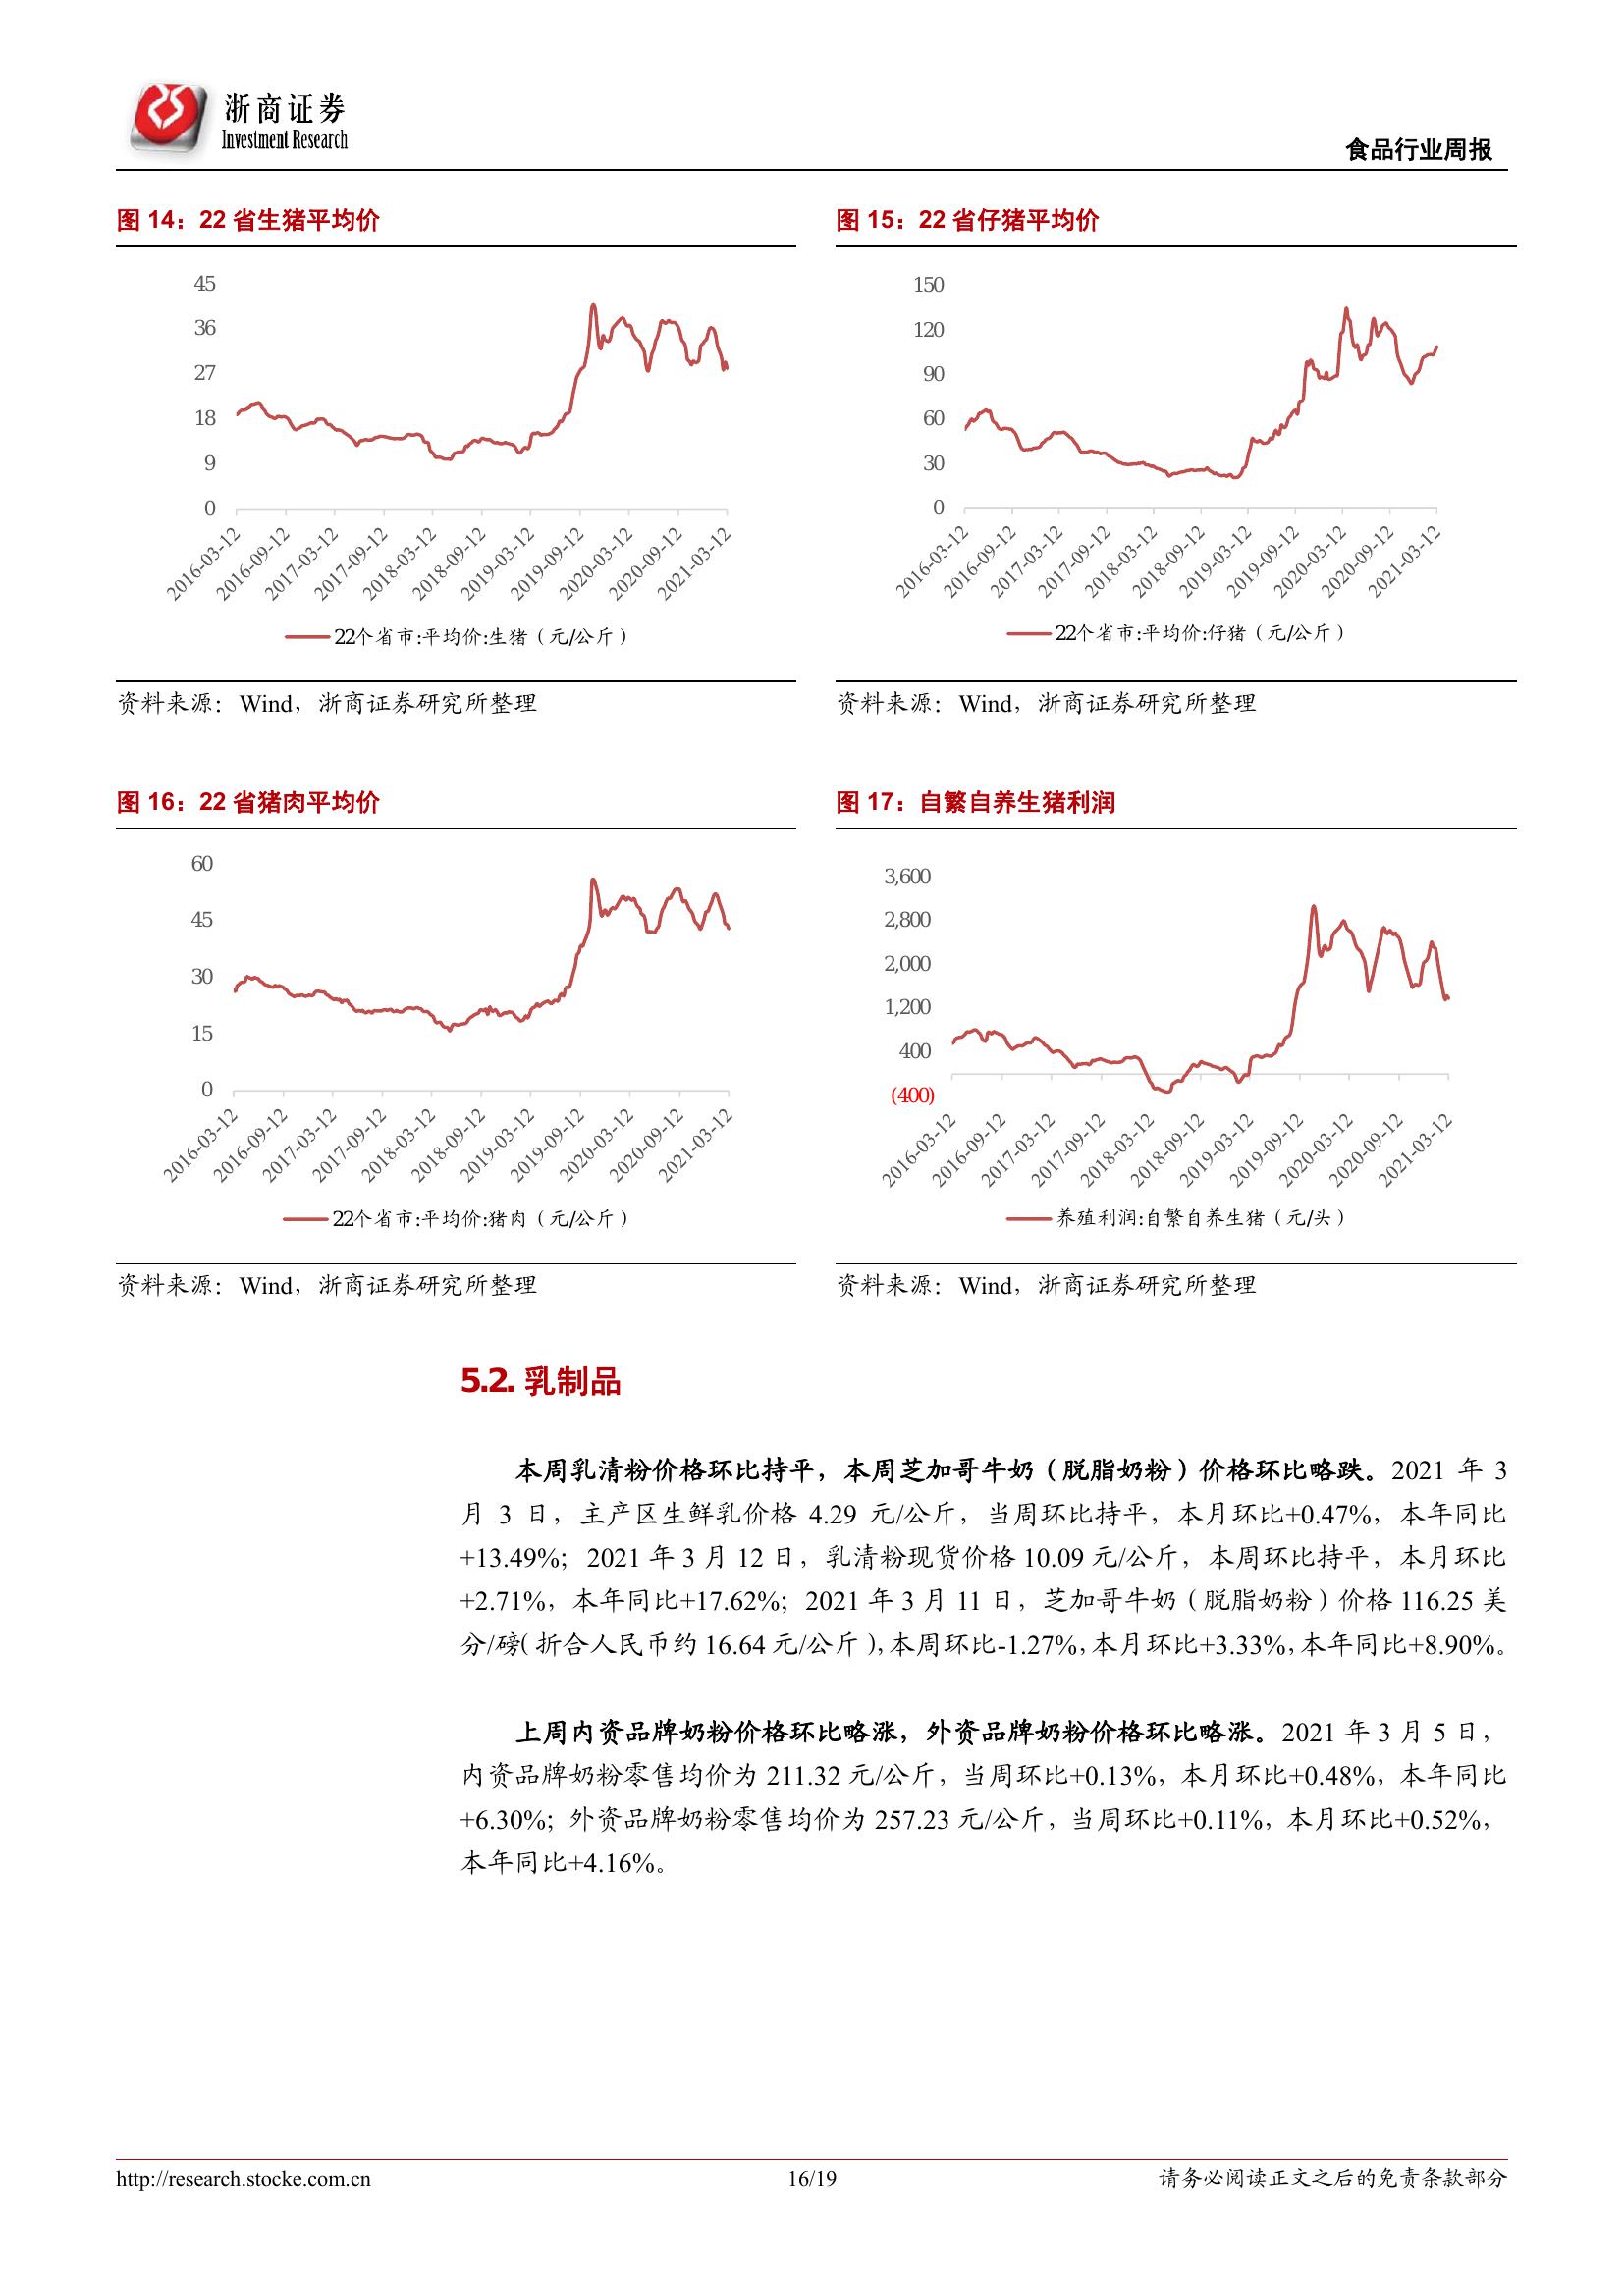 浙商证券
Investment Research
食品行业周报
图 14：22 省生猪平均价
45
36
27
18
9
0
2016-03-12
2016-09-12
2017-03-12
2017-09-12
2018-03-12
2018-09-12
2019-03-12
2019-09-12
2020-03-12
2020-09-12
2021-03-12
22个省市:平均价:生猪（元/公斤）
资料来源：Wind，浙商证券研究所整理
图 15：22 省仔猪平均价
150
120
90
60
30
0
2016-03-12
2016-09-12
2017-03-12
2017-09-12
2018-03-12
2018-09-12
2019-03-12
2019-09-12
2020-03-12
2020-09-12
2021-03-12
22个省市:平均价:仔猪（元/公斤）
资料来源：Wind，浙商证券研究所整理
图 16：22 省猪肉平均价
60
45
30
15
0
2016-03-12
2016-09-12
2017-03-12
2017-09-12
2018-03-12
2018-09-12
2019-03-12
2019-09-12
2020-03-12
2020-09-12
2021-03-12
22个省市:平均价:猪肉（元/公斤）
资料来源：Wind，浙商证券研究所整理
图 17：自繁自养生猪利润
3,600
2,800
2,000
1,200
400
(400)
2016-03-12
2016-09-12
2017-03-12
2017-09-12
2018-03-12
2018-09-12
2019-03-12
2019-09-12
2020-03-12
2020-09-12
2021-03-12
养殖利润:自繁自养生猪（元/头）
资料来源：Wind，浙商证券研究所整理
5.2. 乳制品
本周乳清粉价格环比持平，本周芝加哥牛奶（脱脂奶粉）价格环比略跌。2021 年 3
月 3 日，主产区生鲜乳价格 4.29 元/公斤，当周环比持平，本月环比+0.47%，本年同比
+13.49%；2021 年 3 月 12 日，乳清粉现货价格 10.09 元/公斤，本周环比持平，本月环比
+2.71%，本年同比+17.62%；2021 年 3 月 11 日，芝加哥牛奶（脱脂奶粉）价格 116.25 美
分/磅（折合人民币约 16.64 元/公斤），本周环比-1.27%，本月环比+3.33%，本年同比+8.90%。
上周内资品牌奶粉价格环比略涨，外资品牌奶粉价格环比略涨。2021 年 3 月 5 日，
内资品牌奶粉零售均价为 211.32 元/公斤，当周环比+0.13%，本月环比+0.48%，本年同比
+6.30%；外资品牌奶粉零售均价为 257.23 元/公斤，当周环比+0.11%，本月环比+0.52%，
本年同比+4.16%。
http://research.stocke.com.cn
16/19
请务必阅读正文之后的免责条款部分